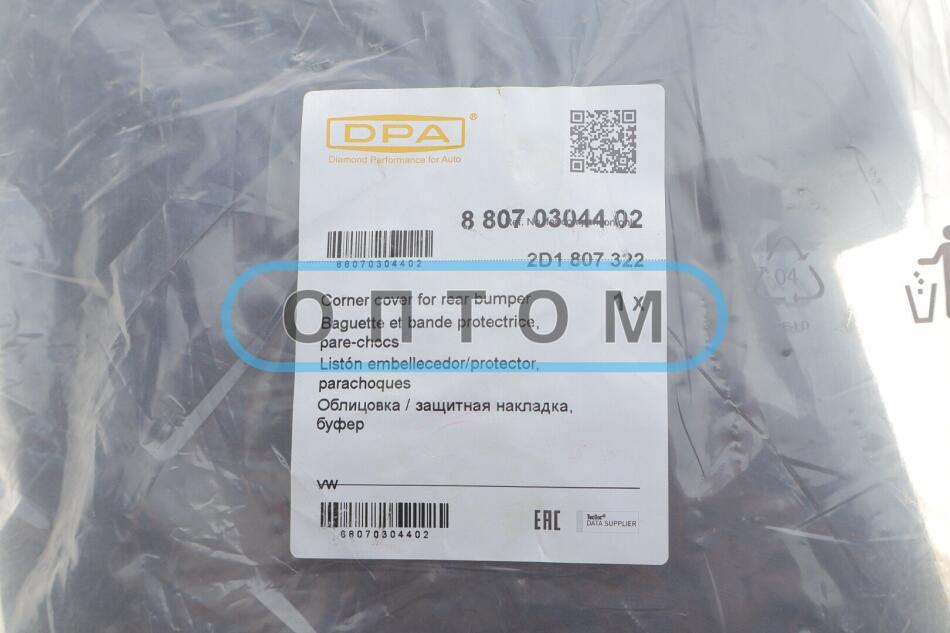 DPA®
Diamond Performance for Auto
8 807 03044 02
88070304402
2D1 807 322
Corner cover for rear bumper
1 x
Baguette et bande protectrice,
pare-chocs
Listón embellecedor/protector,
parachoques
Облицовка / защитная накладка,
буфер
ОПТОМ
VW
88070304402
EAC
TecDoc®
DATA SUPPLIER
04